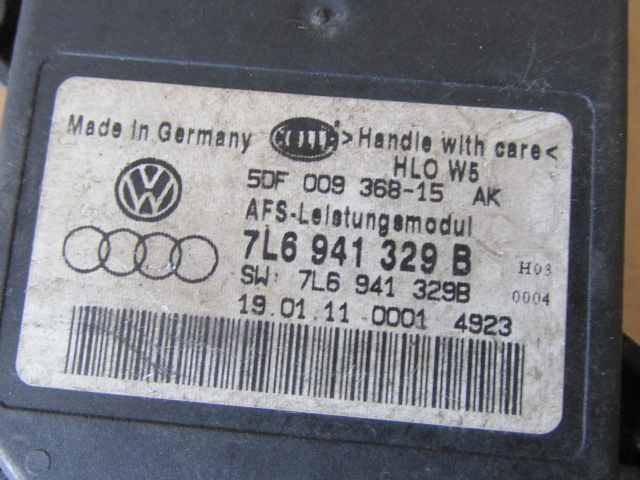 Made in Germany >Handle with care<
HLO W5
5DF 009 368-15 AK
AFS-Leistungsmodul
7L6 941 329 B H03
SW: 7L6 941 329B 0004
19.01.11 0001 4923